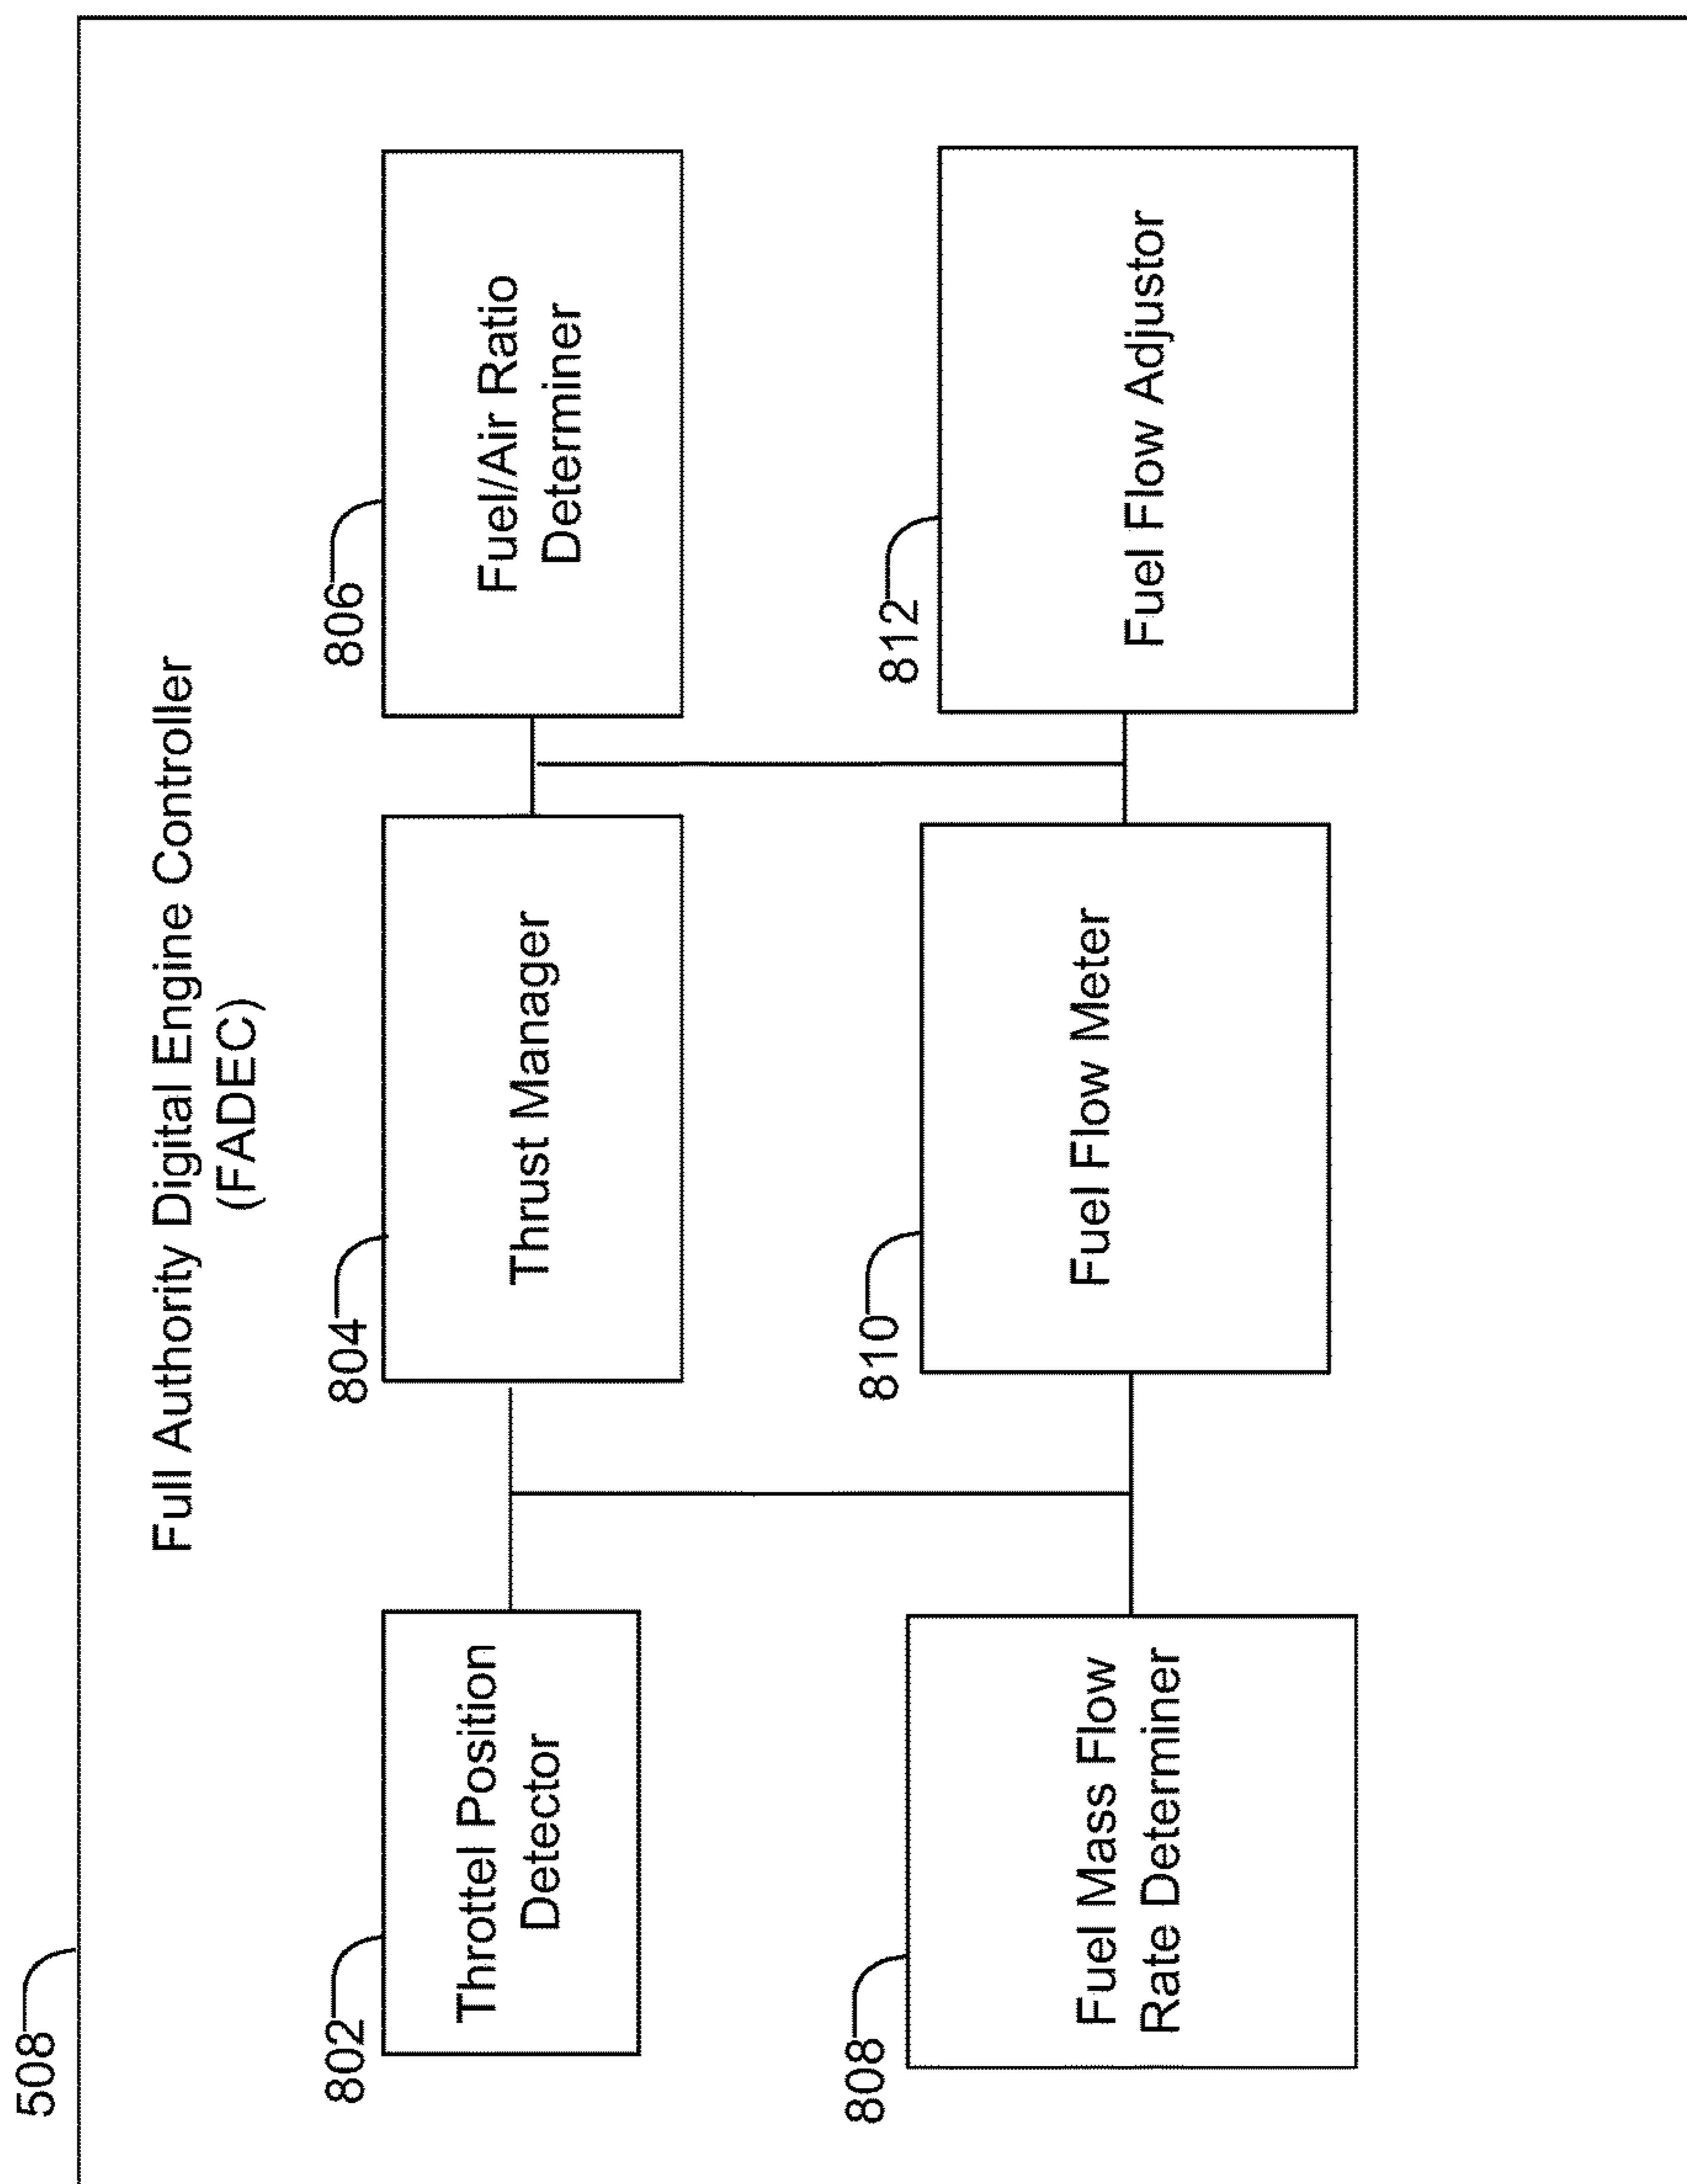 508
Full Authority Digital Engine Controller
(FADEC)
802
Throttel Position
Detector
804
Thrust Manager
806
Fuel/Air Ratio
Determiner
808
Fuel Mass Flow
Rate Determiner
810
Fuel Flow Meter
812
Fuel Flow Adjustor